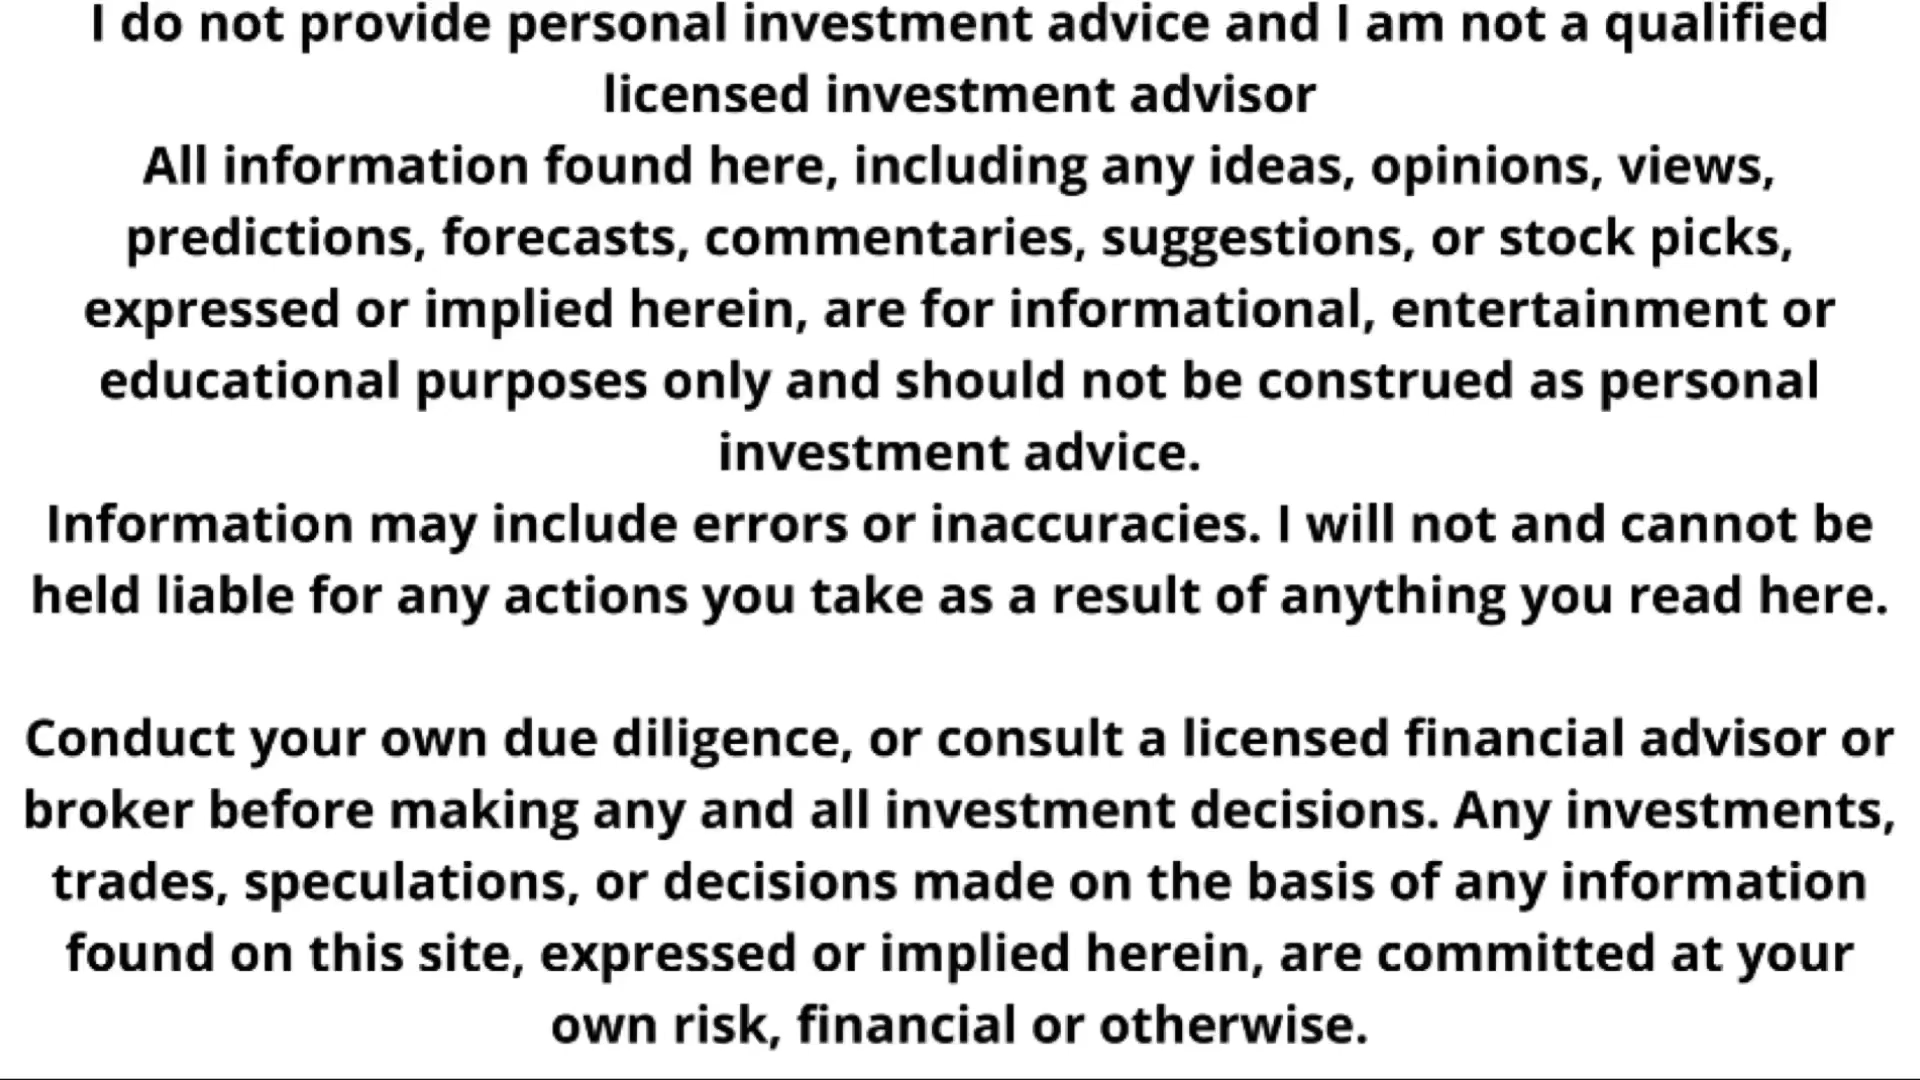 I do not provide personal investment advice and I am not a qualified
licensed investment advisor
All information found here, including any ideas, opinions, views,
predictions, forecasts, commentaries, suggestions, or stock picks,
expressed or implied herein, are for informational, entertainment or
educational purposes only and should not be construed as personal
investment advice.
Information may include errors or inaccuracies. I will not and cannot be
held liable for any actions you take as a result of anything you read here.
Conduct your own due diligence, or consult a licensed financial advisor or
broker before making any and all investment decisions. Any investments,
trades, speculations, or decisions made on the basis of any information
found on this site, expressed or implied herein, are committed at your
own risk, financial or otherwise.